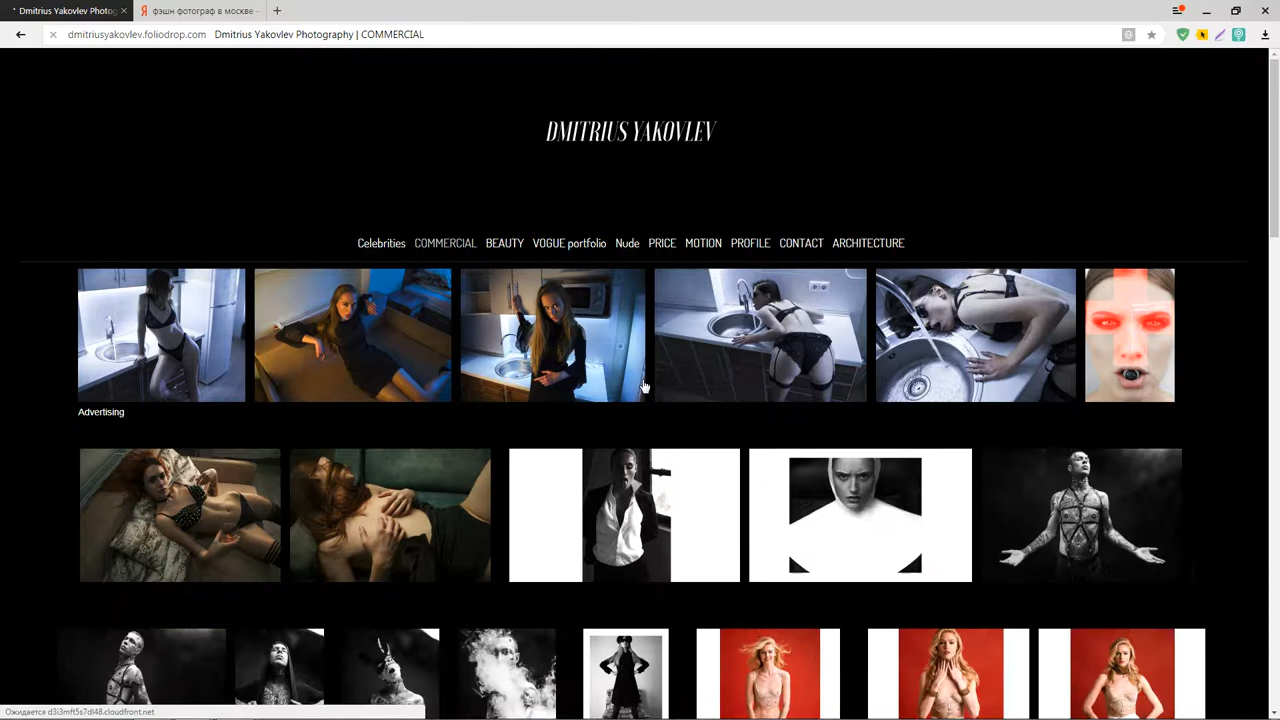 Dmitrius Yakovlev Photog
фэшн фотограф в москве -
dmitriusyakovlev.foliodrop.com Dmitrius Yakovlev Photography | COMMERCIAL
DMITRIUS YAKOVLEV
Celebrities COMMERCIAL BEAUTY VOGUE portfolio Nude PRICE MOTION PROFILE CONTACT ARCHITECTURE
Advertising
Ожидается d3i3mft5s7dl48.cloudfront.net